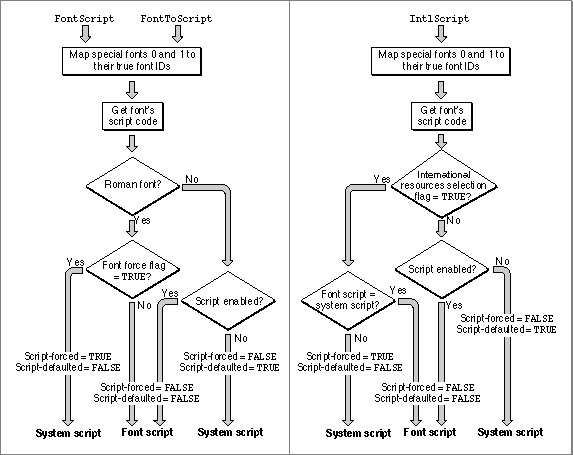 FontScript
FontToScript
Map special fonts 0 and 1 to
their true font IDs
Get font's
script code
Roman font?
No
Yes
Font force flag
= TRUE?
Yes
No
Script enabled?
Yes
No
Script-forced = TRUE
Script-defaulted = FALSE
Script-forced = FALSE
Script-defaulted = TRUE
Script-forced = FALSE
Script-defaulted = FALSE
System script
Font script
System script
IntlScript
Map special fonts 0 and 1 to
their true font IDs
Get font's
script code
International
resources selection
flag = TRUE?
Yes
No
Script enabled?
No
Yes
Font script =
system script?
Yes
No
Script-forced = FALSE
Script-defaulted = TRUE
Script-forced = TRUE
Script-defaulted = FALSE
Script-forced = FALSE
Script-defaulted = FALSE
System script
Font script
System script